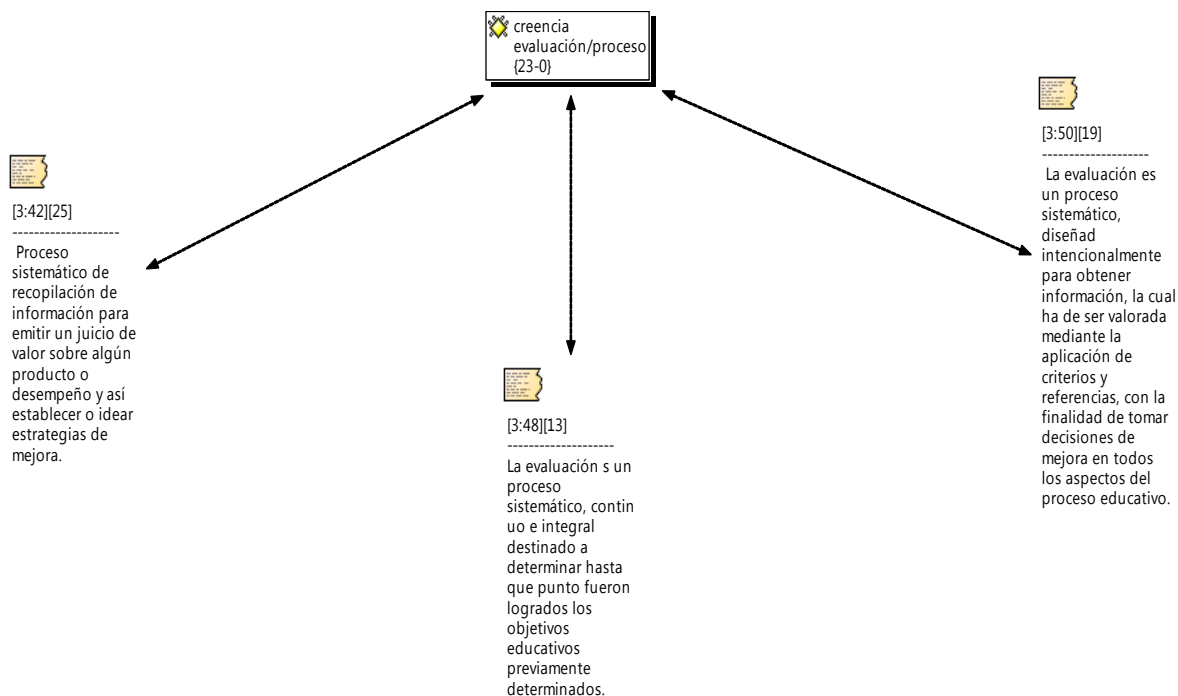 creencia
evaluación/proceso
{23-0}
[3:42][25]
--------------------
Proceso
sistemático de
recopilación de
información para
emitir un juicio de
valor sobre algún
producto o
desempeño y así
establecer o idear
estrategias de
mejora.
[3:48][13]
--------------------
La evaluación s un
proceso
sistemático, contin
uo e integral
destinado a
determinar hasta
que punto fueron
logrados los
objetivos
educativos
previamente
determinados.
[3:50][19]
--------------------
La evaluación es
un proceso
sistemático,
diseñad
intencionalmente
para obtener
información, la cual
ha de ser valorada
mediante la
aplicación de
criterios y
referencias, con la
finalidad de tomar
decisiones de
mejora en todos
los aspectos del
proceso educativo.